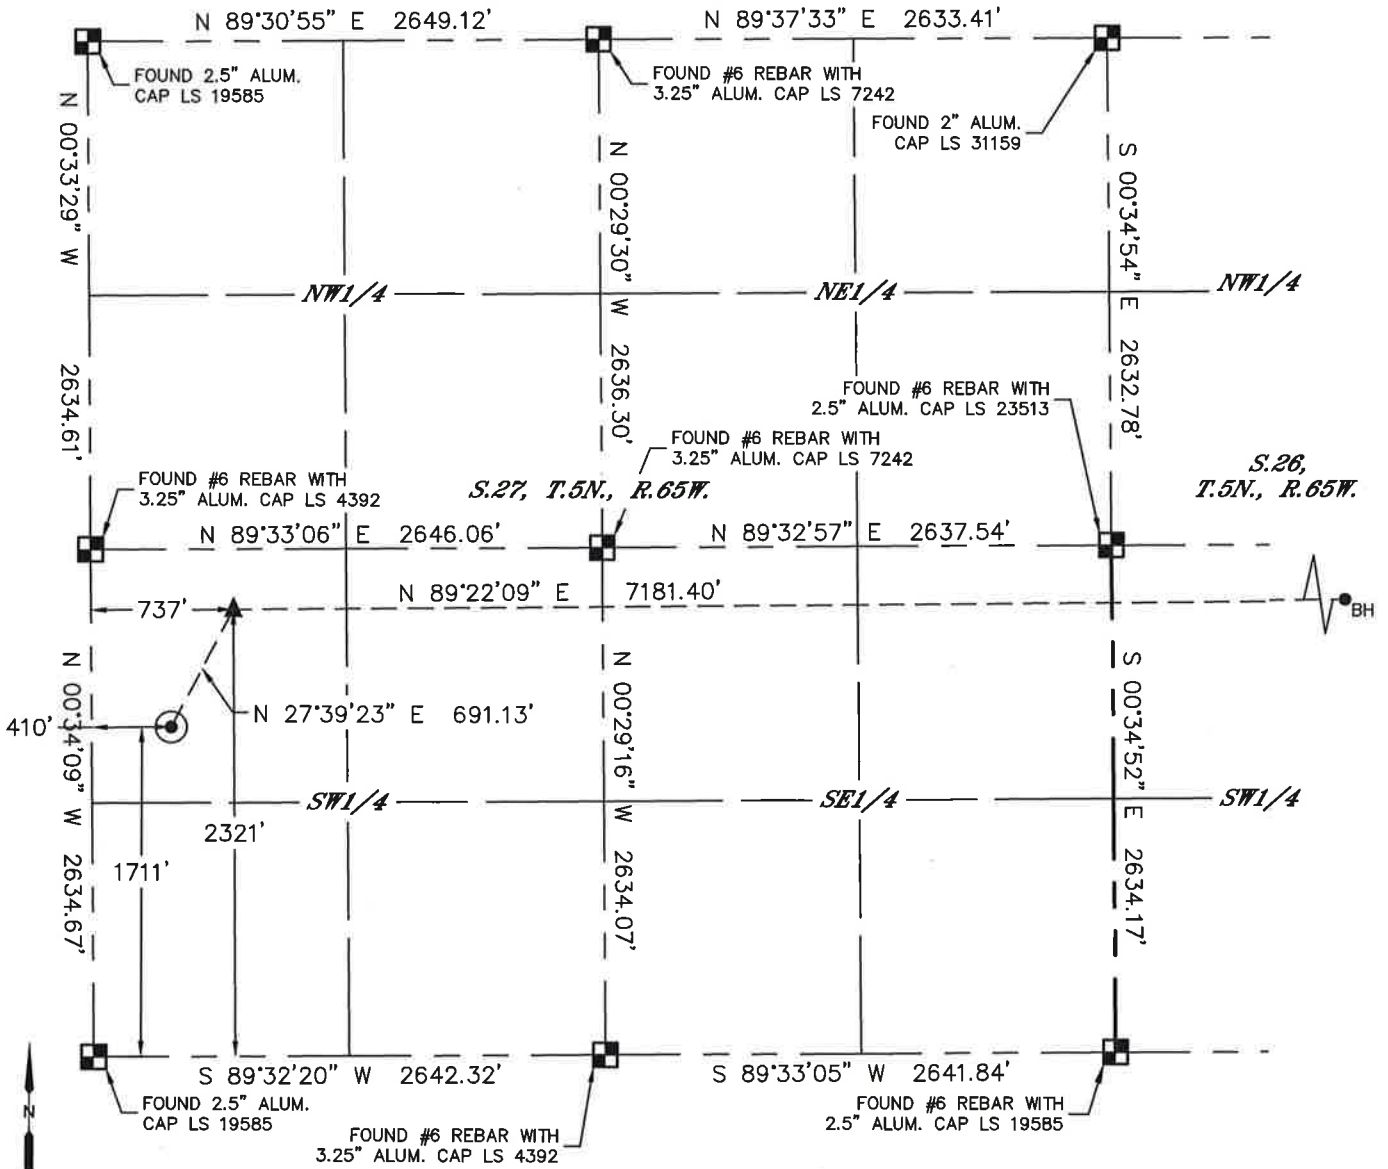 N 89°30'55" E 2649.12'
N 89°37'33" E 2633.41'
FOUND 2.5" ALUM.
CAP LS 19585
FOUND #6 REBAR WITH
3.25" ALUM. CAP LS 7242
FOUND 2" ALUM.
CAP LS 31159
N 00°33'29" W 2634.61'
N 00°29'30" W 2636.30'
S 00°34'54" E 2632.78'
NW1/4
NE1/4
NW1/4
FOUND #6 REBAR WITH
2.5" ALUM. CAP LS 23513
FOUND #6 REBAR WITH
3.25" ALUM. CAP LS 7242
FOUND #6 REBAR WITH
3.25" ALUM. CAP LS 4392
S.27, T.5N., R.65W.
S.26,
T.5N., R.65W.
N 89°33'06" E 2646.06'
N 89°32'57" E 2637.54'
737'
N 89°22'09" E 7181.40'
BH
N 00°34'09" W 2634.67'
N 00°29'16" W 2634.07'
S 00°34'52" E 2634.17'
410'
N 27°39'23" E 691.13'
SW1/4
SE1/4
SW1/4
2321'
1711'
S 89°32'20" W 2642.32'
S 89°33'05" W 2641.84'
FOUND 2.5" ALUM.
CAP LS 19585
FOUND #6 REBAR WITH
3.25" ALUM. CAP LS 4392
FOUND #6 REBAR WITH
2.5" ALUM. CAP LS 19585
N